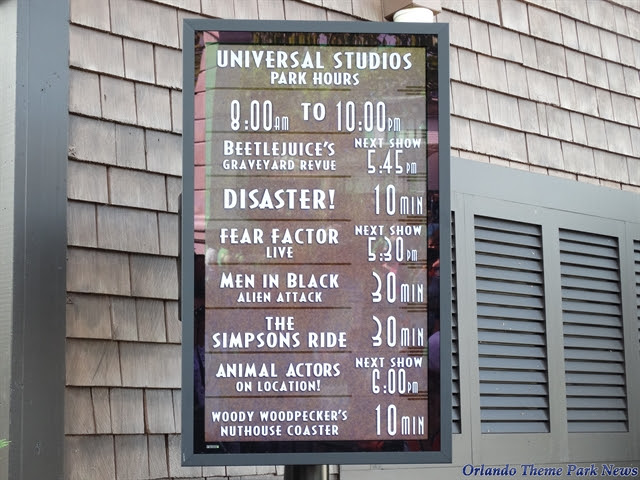 UNIVERSAL STUDIOS
PARK HOURS
8:00AM TO 10:00PM
BEETLEJUICE'S
GRAVEYARD REVUE
NEXT SHOW
5:45PM
DISASTER!
10 MIN
FEAR FACTOR
LIVE
NEXT SHOW
5:30PM
MEN IN BLACK
ALIEN ATTACK
30 MIN
THE
SIMPSONS RIDE
30 MIN
ANIMAL ACTORS
ON LOCATION!
NEXT SHOW
6:00PM
WOODY WOODPECKER'S
NUTHOUSE COASTER
10 MIN
Orlando Theme Park News